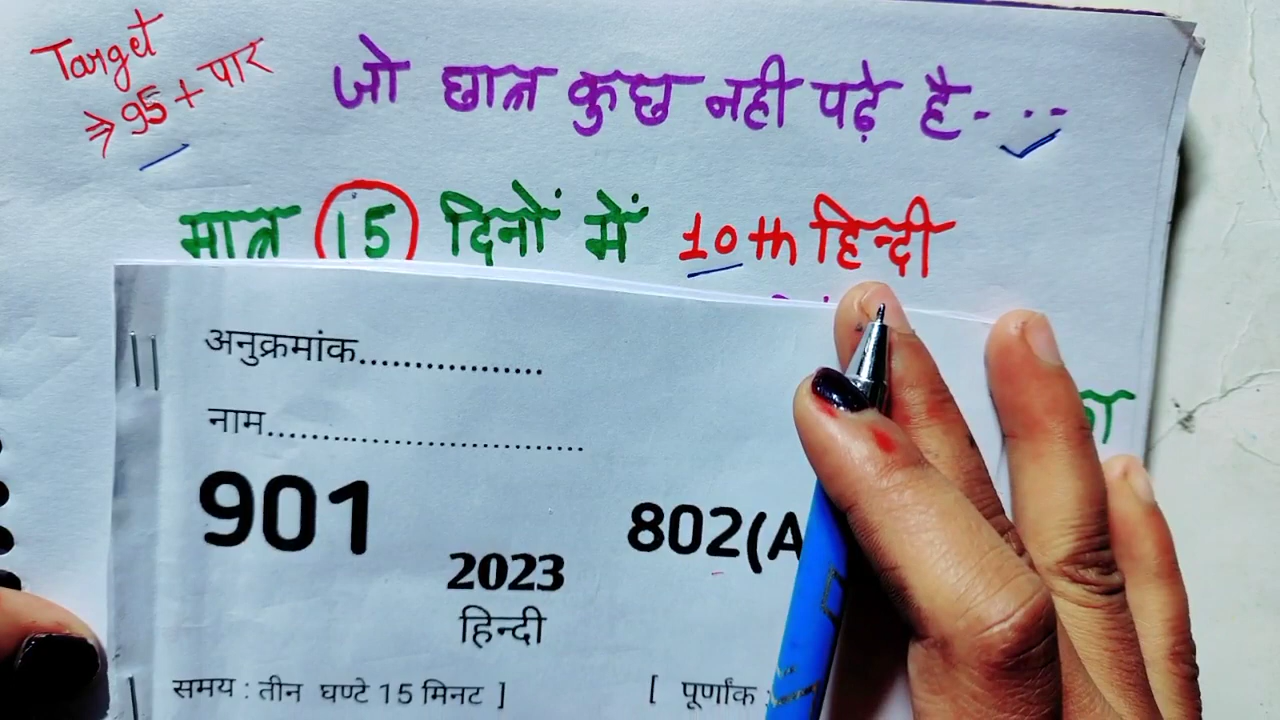 Target
⇒ 95+ पार
जो छात्र कुछ नही पढ़े है- - - -
मात्र 15 दिनों में 10th हिन्दी
अनुक्रमांक..................
नाम...............................
901
802(A
2023
हिन्दी
समय : तीन घण्टे 15 मिनट ]
[ पूर्णांक :